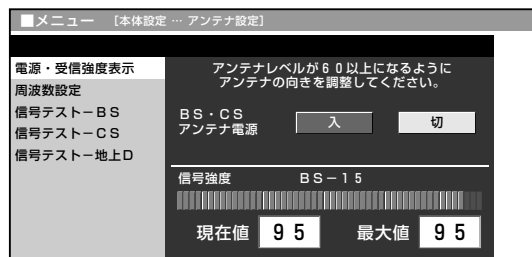 ■メニュー [本体設定 … アンテナ設定]
電源・受信強度表示
周波数設定
信号テストーBS
信号テストーCS
信号テストー地上D
アンテナレベルが60以上になるように
アンテナの向きを調整してください。
BS・CS
アンテナ電源
入 切
信号強度 BS－15
現在値 95 最大値 95